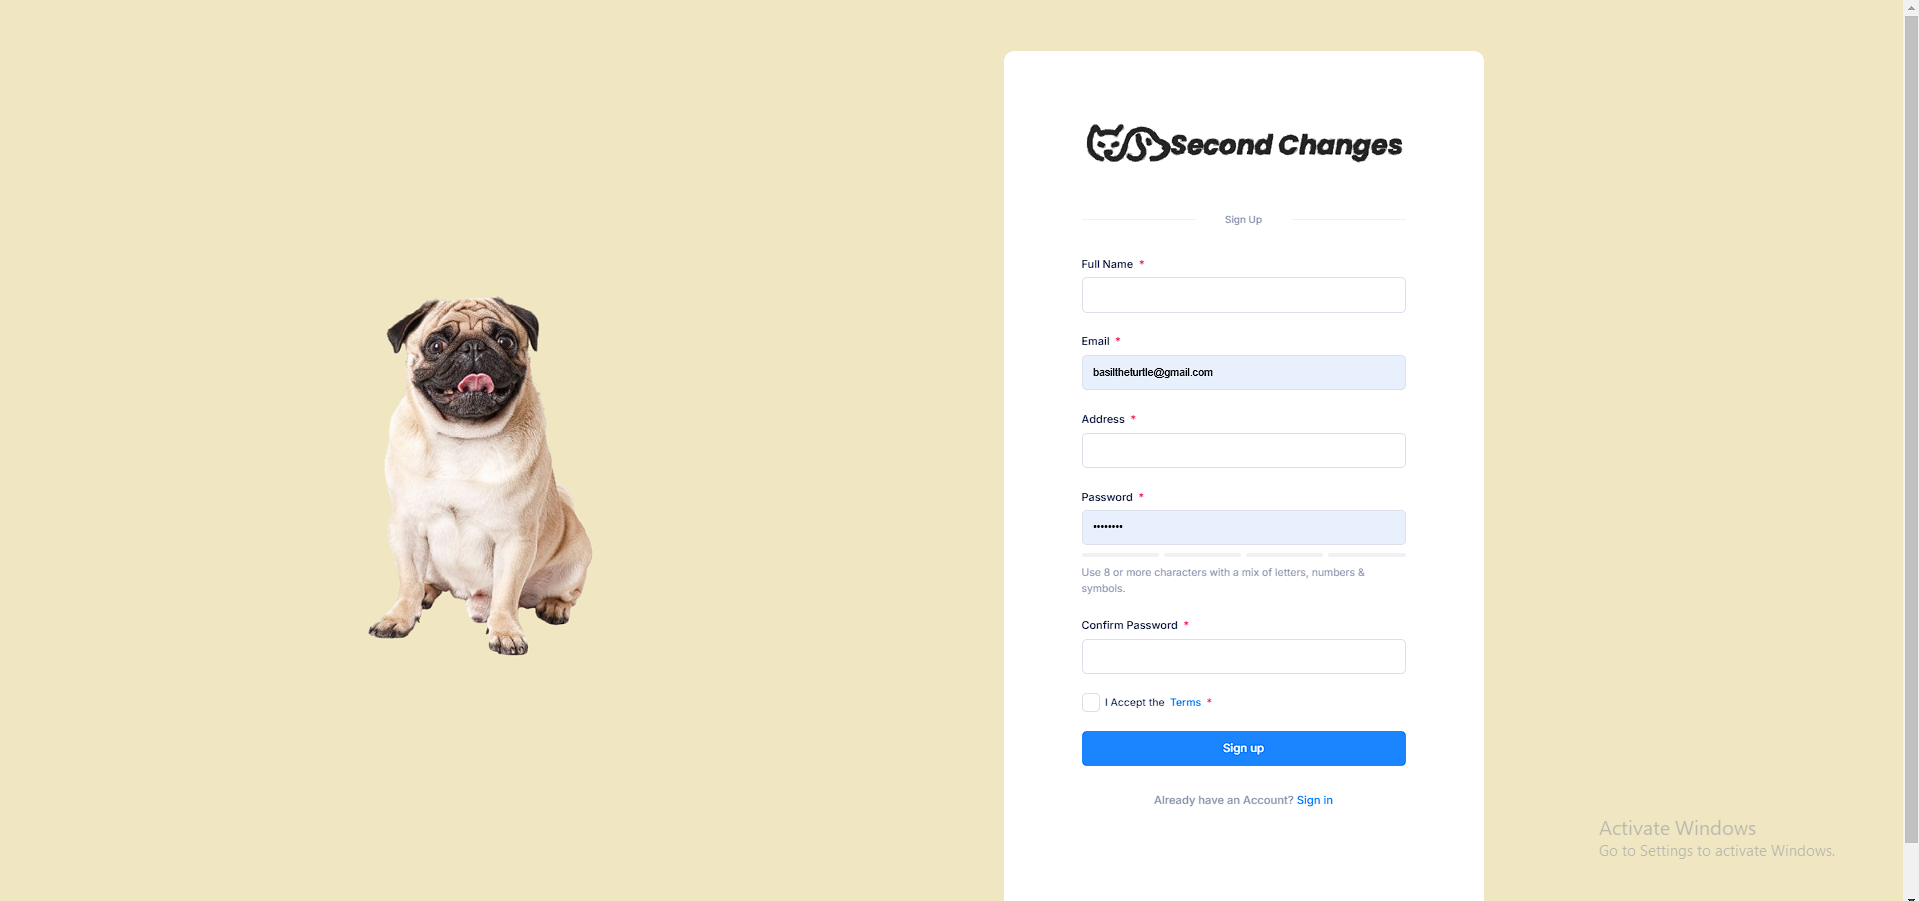 Second Changes
Sign Up
Full Name *
Email *
basiltheturtle@gmail.com
Address *
Password *
••••••••
Use 8 or more characters with a mix of letters, numbers &
symbols.
Confirm Password *
I Accept the Terms *
Sign up
Already have an Account? Sign in
Activate Windows
Go to Settings to activate Windows.